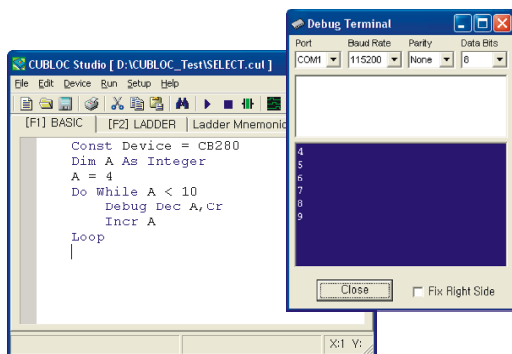 CUBLOC Studio [ D:\CUBLOC_Test\SELECT.cul ]
File Edit Device Run Setup Help
[F1] BASIC [F2] LADDER Ladder Mnemonic
Const Device = CB280
Dim A As Integer
A = 4
Do While A < 10
Debug Dec A,Cr
Incr A
Loop
X:1 Y:
Debug Terminal
Port Baud Rate Parity Data Bits
COM1 115200 None 8
4
5
6
7
8
9
Close Fix Right Side